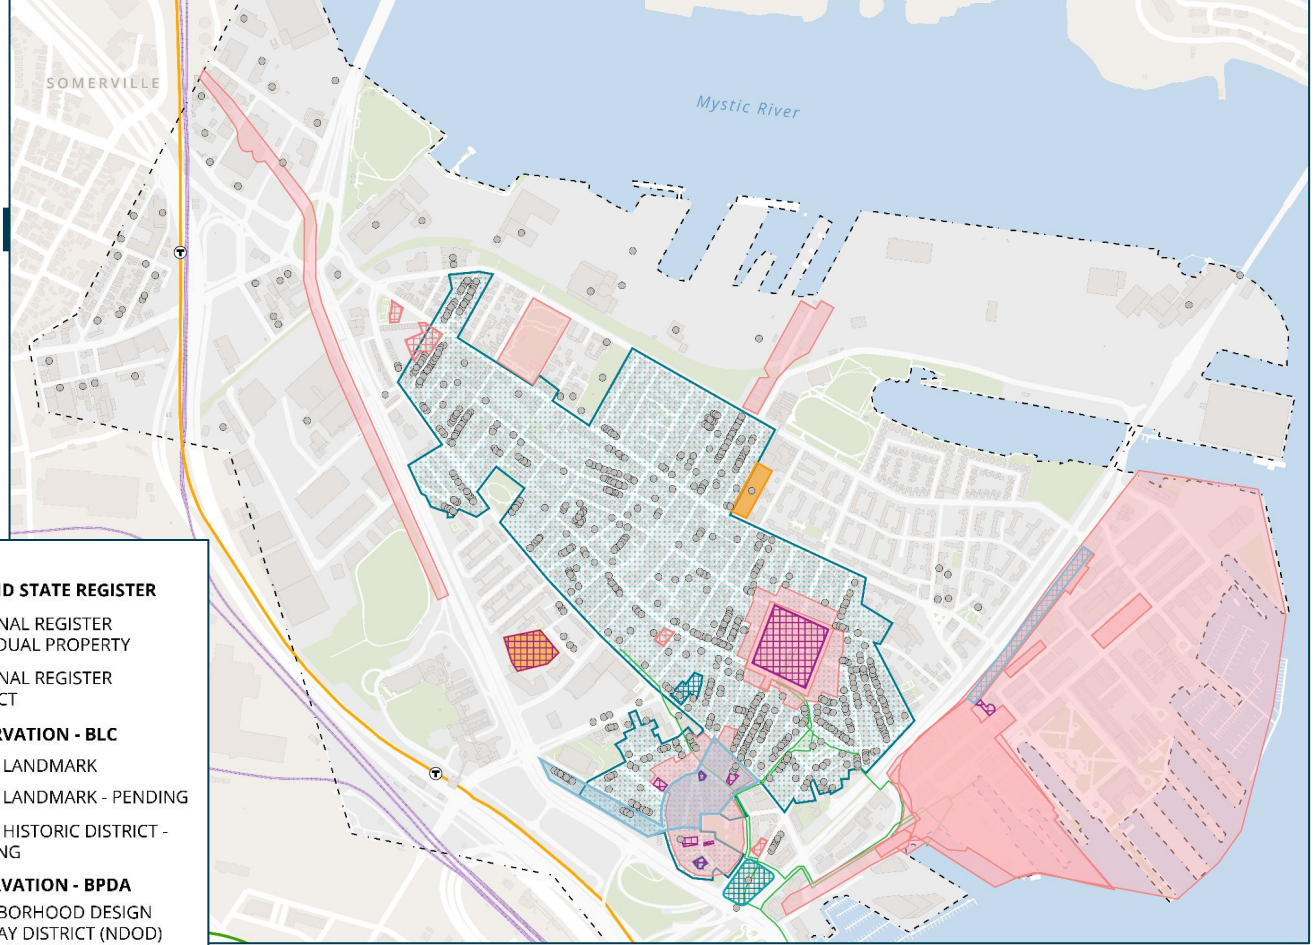 SOMERVILLE
Mystic River
T
T
ID STATE REGISTER
NAL REGISTER
DUAL PROPERTY
NAL REGISTER
CT
RVATION - BLC
LANDMARK
LANDMARK - PENDING
HISTORIC DISTRICT -
NG
RVATION - BPDA
BORHOOD DESIGN
AY DISTRICT (NDOD)